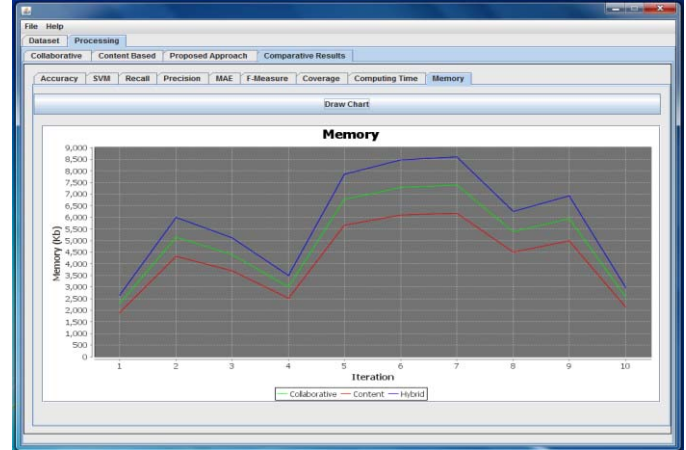 File Help
Dataset Processing
Collaborative Content Based Proposed Approach Comparative Results
Accuracy SVM Recall Precision MAE F-Measure Coverage Computing Time Memory
Draw Chart
Memory
9,000
8,500
8,000
7,500
7,000
6,500
6,000
5,500
5,000
4,500
4,000
3,500
3,000
2,500
2,000
1,500
1,000
500
0
Memory (Kb)
1 2 3 4 5 6 7 8 9 10
Iteration
Collaborative Content Hybrid